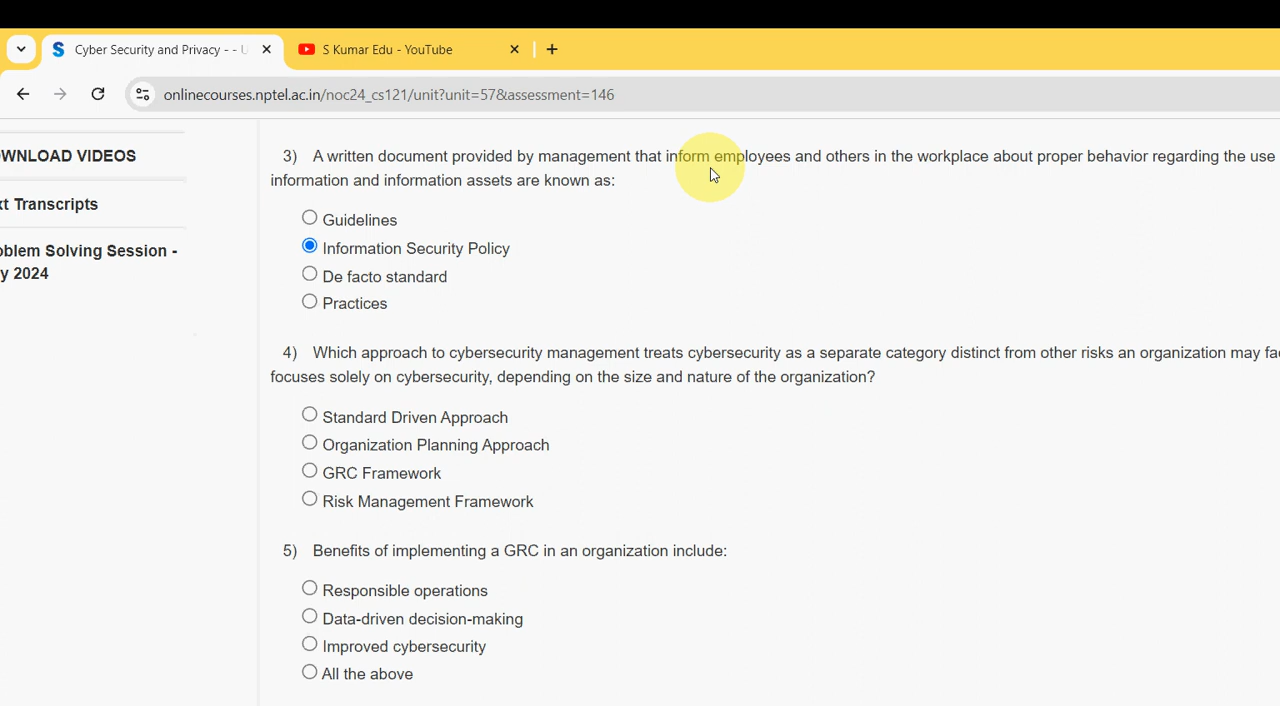 Cyber Security and Privacy - -
S Kumar Edu - YouTube
onlinecourses.nptel.ac.in/noc24_cs121/unit?unit=57&assessment=146
WNLOAD VIDEOS
xt Transcripts
oblem Solving Session -
y 2024
3) A written document provided by management that inform employees and others in the workplace about proper behavior regarding the use
information and information assets are known as:
Guidelines
Information Security Policy
De facto standard
Practices
4) Which approach to cybersecurity management treats cybersecurity as a separate category distinct from other risks an organization may fa
focuses solely on cybersecurity, depending on the size and nature of the organization?
Standard Driven Approach
Organization Planning Approach
GRC Framework
Risk Management Framework
5) Benefits of implementing a GRC in an organization include:
Responsible operations
Data-driven decision-making
Improved cybersecurity
All the above